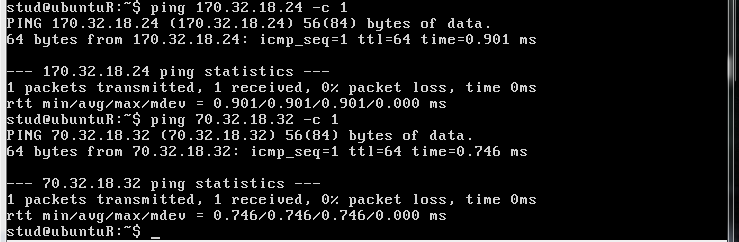 stud@ubuntuR:~$ ping 170.32.18.24 -c 1
PING 170.32.18.24 (170.32.18.24) 56(84) bytes of data.
64 bytes from 170.32.18.24: icmp_seq=1 ttl=64 time=0.901 ms
--- 170.32.18.24 ping statistics ---
1 packets transmitted, 1 received, 0% packet loss, time 0ms
rtt min/avg/max/mdev = 0.901/0.901/0.901/0.000 ms
stud@ubuntuR:~$ ping 70.32.18.32 -c 1
PING 70.32.18.32 (70.32.18.32) 56(84) bytes of data.
64 bytes from 70.32.18.32: icmp_seq=1 ttl=64 time=0.746 ms
--- 70.32.18.32 ping statistics ---
1 packets transmitted, 1 received, 0% packet loss, time 0ms
rtt min/avg/max/mdev = 0.746/0.746/0.746/0.000 ms
stud@ubuntuR:~$ _